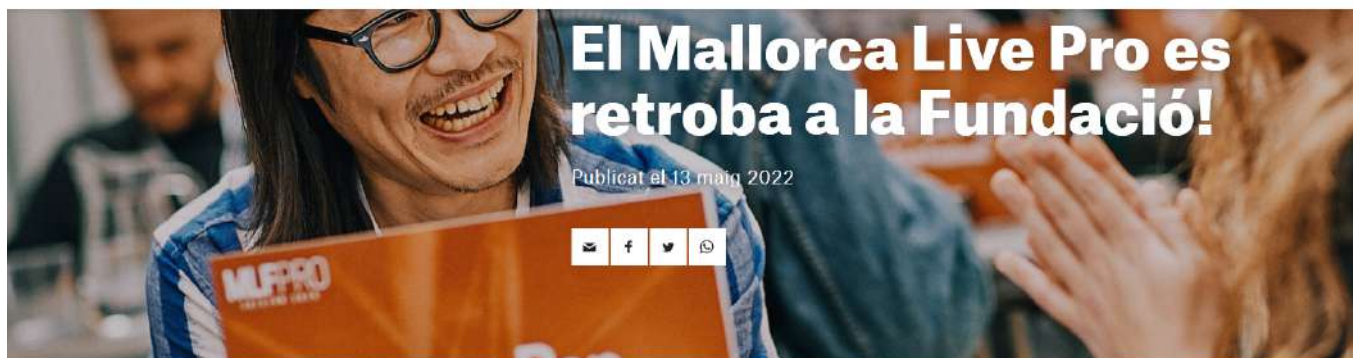 El Mallorca Live Pro es
retroba a la Fundació!
Publicat el 13 maig 2022
MLFPRO